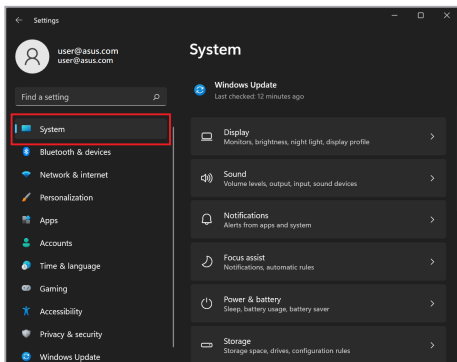 Settings
user@asus.com
user@asus.com
Find a setting
System
Bluetooth & devices
Network & internet
Personalization
Apps
Accounts
Time & language
Gaming
Accessibility
Privacy & security
Windows Update
System
Windows Update
Last checked: 12 minutes ago
Display
Monitors, brightness, night light, display profile
Sound
Volume levels, output, input, sound devices
Notifications
Alerts from apps and system
Focus assist
Notifications, automatic rules
Power & battery
Sleep, battery usage, battery saver
Storage
Storage space, drives, configuration rules